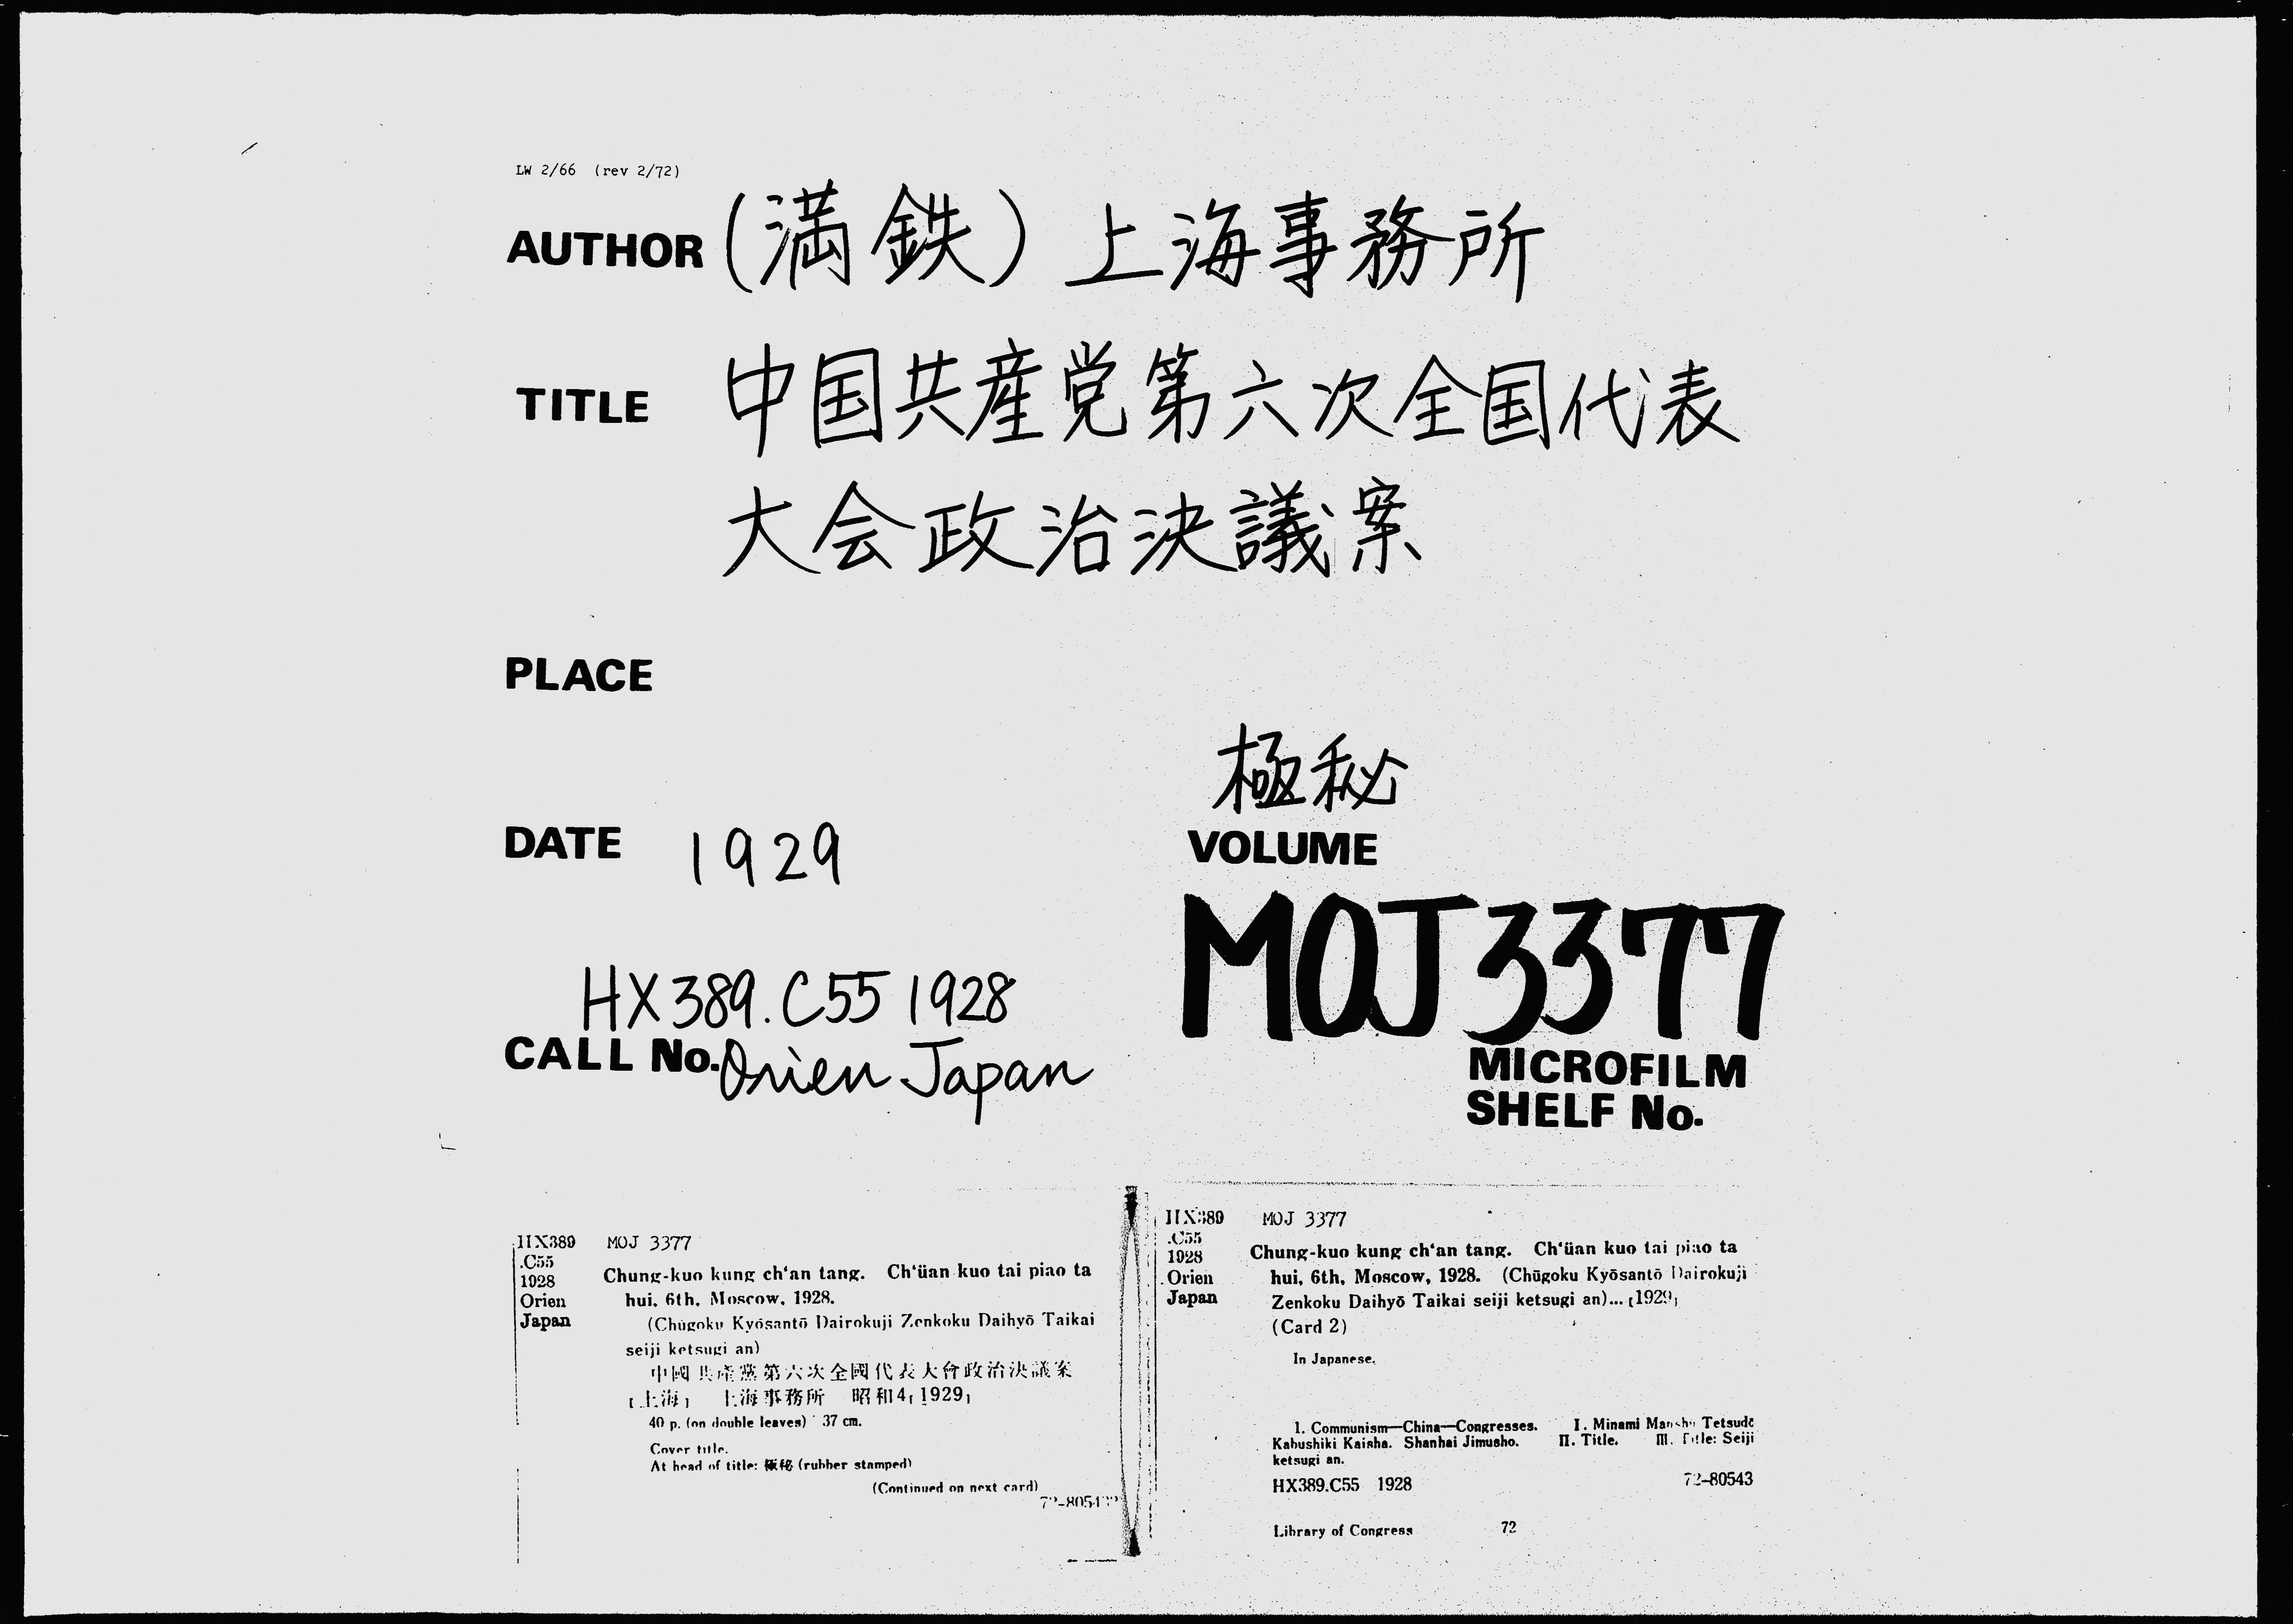 LW 2/66 (rev 2/72)
AUTHOR (満鉄) 上海事務所
TITLE 中国共産党第六次全国代表
大会政治決議案
PLACE
極秘
DATE 1929
VOLUME
MOJ 3377
MICROFILM
SHELF No.
HX389.C55 1928
CALL No. Orien Japan
HX389 MOJ 3377
.C55
1928 Chung-kuo kung ch‘an tang. Ch‘üan kuo tai piao ta
Orien hui, 6th, Moscow, 1928.
Japan (Chūgoku Kyōsantō Dairokuji Zenkoku Daihyō Taikai
seiji ketsugi an)
中國共產黨第六次全國代表大會政治決議案
[上海] 上海事務所 昭和4[1929]
40 p. (on double leaves) 37 cm.
Cover title.
At head of title: 極秘 (rubber stamped)
(Continued on next card)
HX389 MOJ 3377
.C55
1928 Chung-kuo kung ch‘an tang. Ch‘üan kuo tai piao ta
Orien hui, 6th, Moscow, 1928. (Chūgoku Kyōsantō Dairokuji
Japan Zenkoku Daihyō Taikai seiji ketsugi an)... [1929]
(Card 2)
In Japanese.
1. Communism—China—Congresses. I. Minami Manshū Tetsudō
Kabushiki Kaisha. Shanhai Jimusho. II. Title. III. Title: Seiji
ketsugi an.
HX389.C55 1928 72-80543
Library of Congress 72